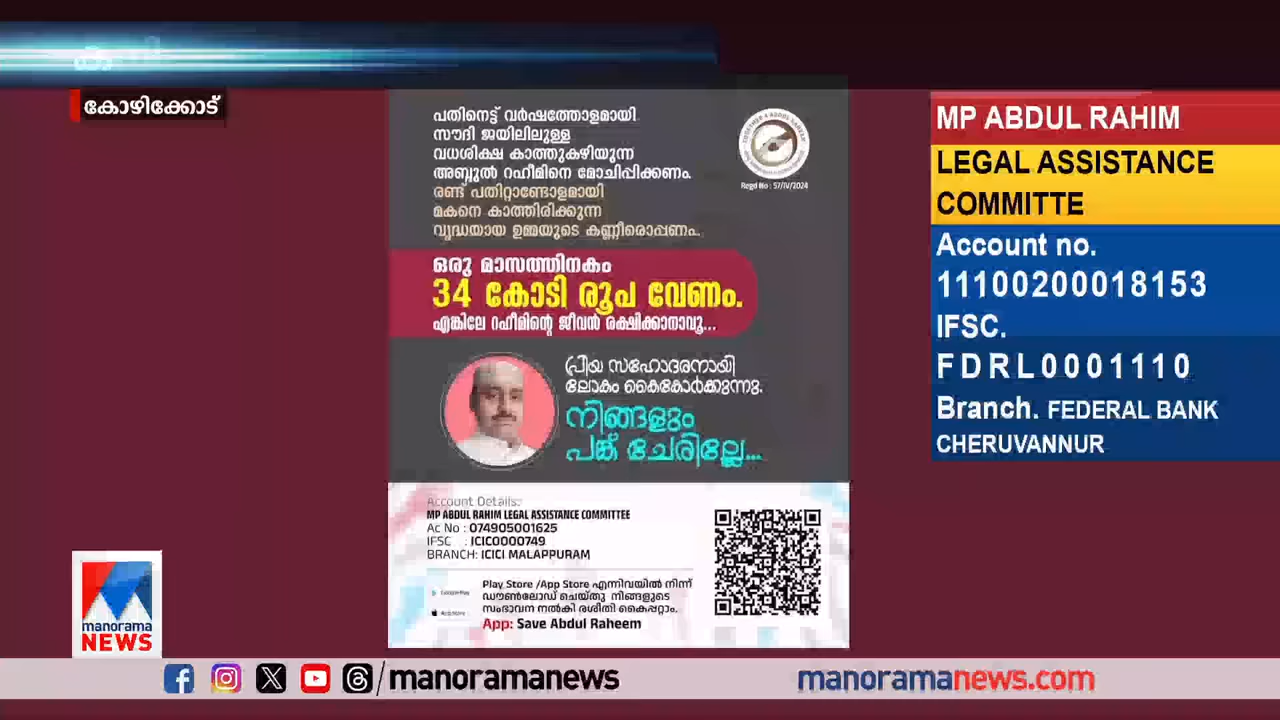 കോഴിക്കോട്
പതിനെട്ട് വർഷത്തോളമായി
സൗദി ജയിലിലുള്ള
വധശിക്ഷ കാത്തുകഴിയുന്ന
അബ്ദുൽ റഹീമിനെ മോചിപ്പിക്കണം.
രണ്ട് പതിറ്റാണ്ടോളമായി
മകനെ കാത്തിരിക്കുന്ന
വൃദ്ധയായ ഉമ്മയുടെ കണ്ണീരൊപ്പണം..
Regd No : 57/IV/2024
ഒരു മാസത്തിനകം
34 കോടി രൂപ വേണം.
എങ്കിലേ റഹീമിന്റെ ജീവൻ രക്ഷിക്കാനാവൂ...
പ്രിയ സഹോദരനായി
ലോകം കൈകോർക്കുന്നു.
നിങ്ങളും
പങ്ക് ചേരില്ലേ...
Account Details:
MP ABDUL RAHIM LEGAL ASSISTANCE COMMITTEE
Ac No : 074905001625
IFSC : ICIC0000749
BRANCH: ICICI MALAPPURAM
Play Store /App Store എന്നിവയിൽ നിന്ന്
ഡൗൺലോഡ് ചെയ്തു നിങ്ങളുടെ
സംഭാവന നൽകി രശീതി കൈപ്പറ്റാം.
App: Save Abdul Raheem
MP ABDUL RAHIM
LEGAL ASSISTANCE
COMMITTE
Account no.
11100200018153
IFSC.
FDRL0001110
Branch. FEDERAL BANK
CHERUVANNUR
manorama
NEWS
/manoramanews
manoramanews.com